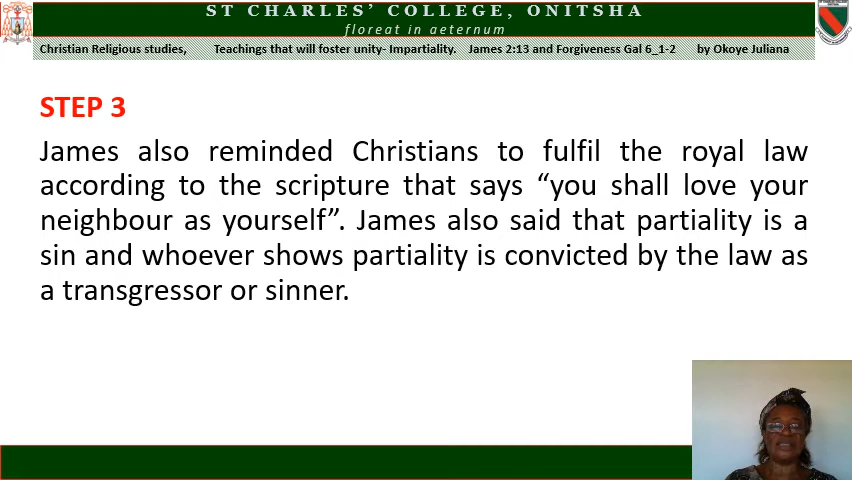 ST CHARLES' COLLEGE, ONITSHA
floreat in aeternum
Christian Religious studies, Teachings that will foster unity- Impartiality. James 2:13 and Forgiveness Gal 6_1-2 by Okoye Juliana
STEP 3
James also reminded Christians to fulfil the royal law
according to the scripture that says “you shall love your
neighbour as yourself”. James also said that partiality is a
sin and whoever shows partiality is convicted by the law as
a transgressor or sinner.